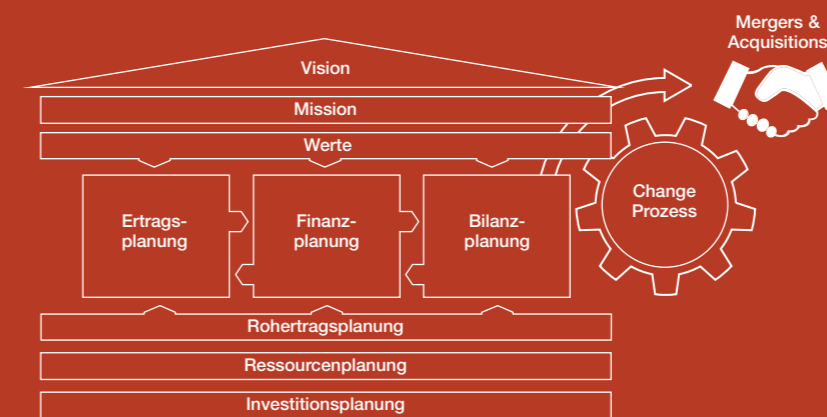 Mergers &
Acquisitions
Vision
Mission
Werte
Ertrags-
planung
Finanz-
planung
Bilanz-
planung
Change
Prozess
Rohertragsplanung
Ressourcenplanung
Investitionsplanung